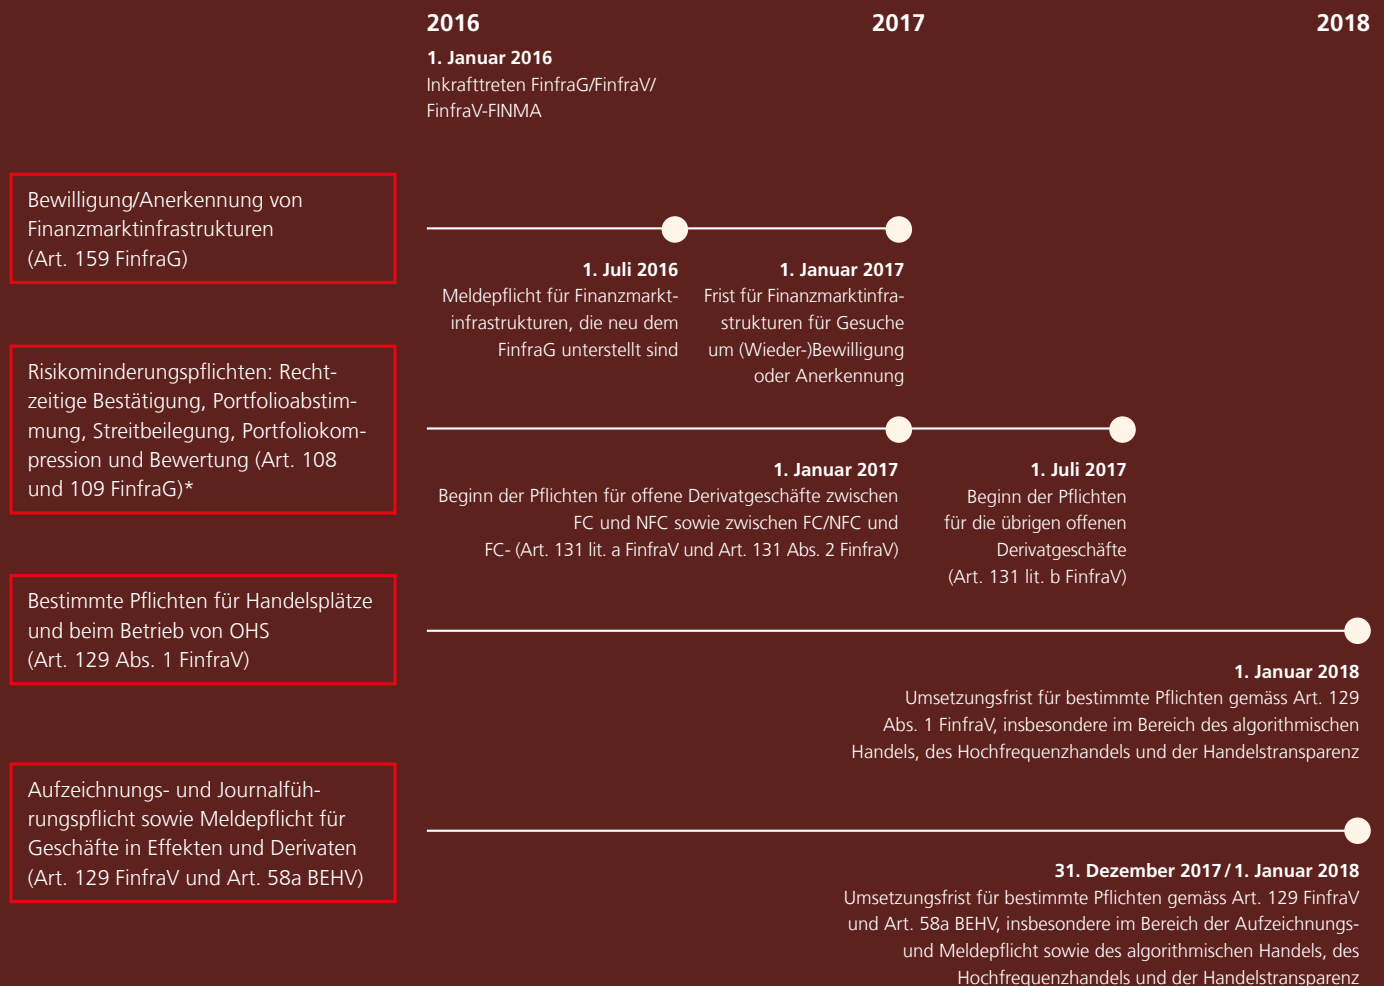 2016
2017
2018
1. Januar 2016
Inkrafttreten FinfraG/FinfraV/
FinfraV-FINMA
Bewilligung/Anerkennung von
Finanzmarktinfrastrukturen
(Art. 159 FinfraG)
1. Juli 2016
Meldepflicht für Finanzmarkt-
infrastrukturen, die neu dem
FinfraG unterstellt sind
1. Januar 2017
Frist für Finanzmarktinfra-
strukturen für Gesuche
um (Wieder-)Bewilligung
oder Anerkennung
Risikominderungspflichten: Recht-
zeitige Bestätigung, Portfolioabstim-
mung, Streitbeilegung, Portfoliokom-
pression und Bewertung (Art. 108
und 109 FinfraG)*
1. Januar 2017
Beginn der Pflichten für offene Derivatgeschäfte zwischen
FC und NFC sowie zwischen FC/NFC und
FC- (Art. 131 lit. a FinfraV und Art. 131 Abs. 2 FinfraV)
1. Juli 2017
Beginn der Pflichten
für die übrigen offenen
Derivatgeschäfte
(Art. 131 lit. b FinfraV)
Bestimmte Pflichten für Handelsplätze
und beim Betrieb von OHS
(Art. 129 Abs. 1 FinfraV)
1. Januar 2018
Umsetzungsfrist für bestimmte Pflichten gemäss Art. 129
Abs. 1 FinfraV, insbesondere im Bereich des algorithmischen
Handels, des Hochfrequenzhandels und der Handelstransparenz
Aufzeichnungs- und Journalfüh-
rungspflicht sowie Meldepflicht für
Geschäfte in Effekten und Derivaten
(Art. 129 FinfraV und Art. 58a BEHV)
31. Dezember 2017/1. Januar 2018
Umsetzungsfrist für bestimmte Pflichten gemäss Art. 129 FinfraV
und Art. 58a BEHV, insbesondere im Bereich der Aufzeichnungs-
und Meldepflicht sowie des algorithmischen Handels, des
Hochfrequenzhandels und der Handelstransparenz